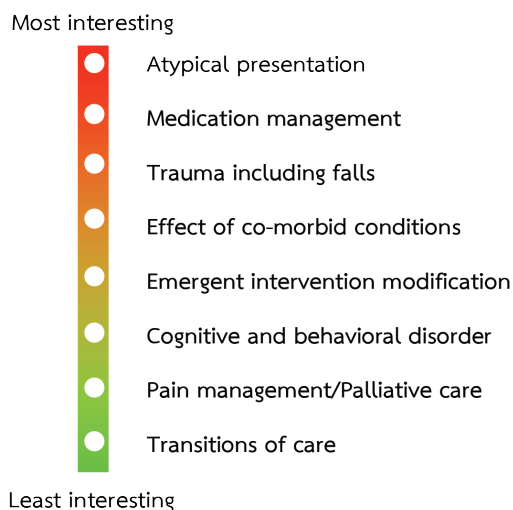 Most interesting
Atypical presentation
Medication management
Trauma including falls
Effect of co-morbid conditions
Emergent intervention modification
Cognitive and behavioral disorder
Pain management/Palliative care
Transitions of care
Least interesting